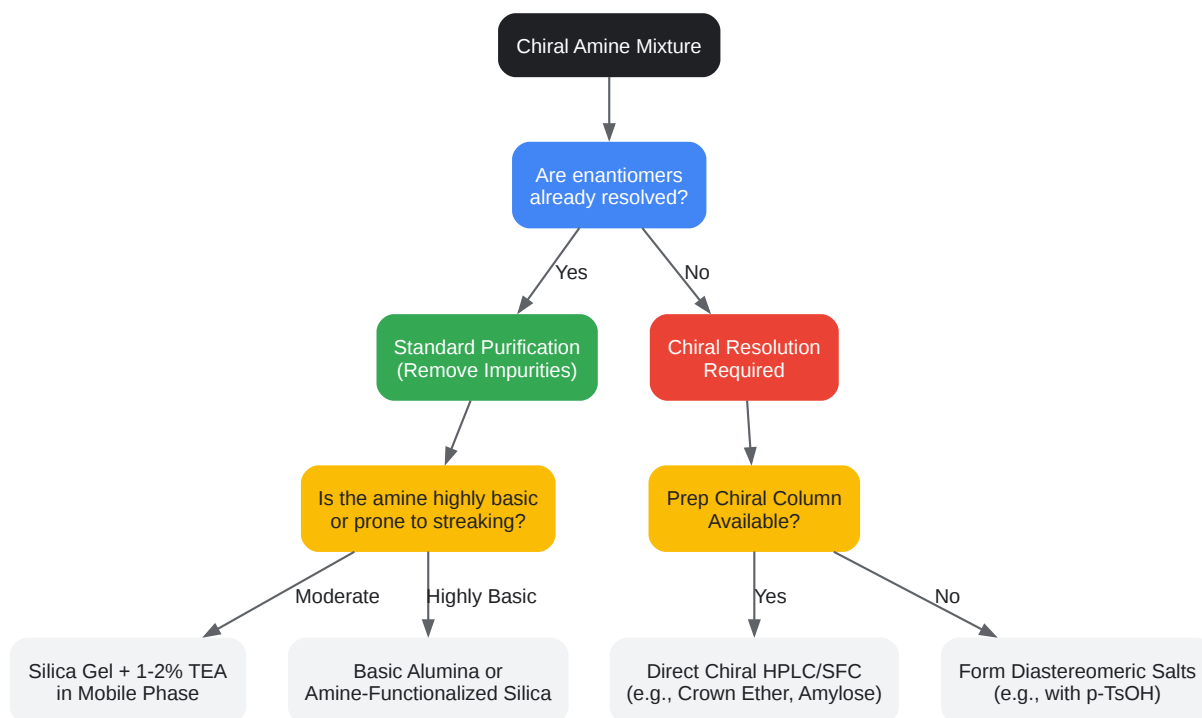 Chiral Amine Mixture
Are enantiomers
already resolved?
Yes
No
Standard Purification
(Remove Impurities)
Chiral Resolution
Required
Is the amine highly basic
or prone to streaking?
Prep Chiral Column
Available?
Moderate
Highly Basic
Yes
No
Silica Gel + 1-2% TEA
in Mobile Phase
Basic Alumina or
Amine-Functionalized Silica
Direct Chiral HPLC/SFC
(e.g., Crown Ether, Amylose)
Form Diastereomeric Salts
(e.g., with p-TsOH)